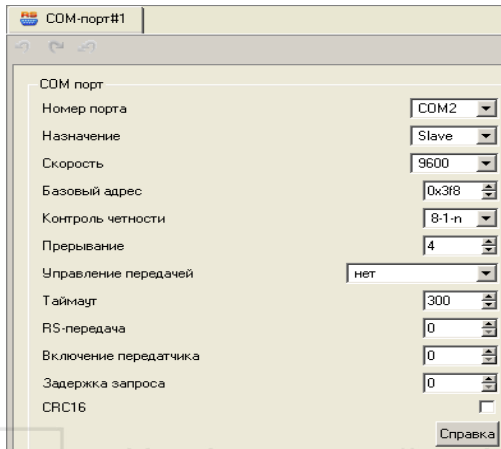 COM-порт#1
COM порт
Номер порта COM2
Назначение Slave
Скорость 9600
Базовый адрес 0x3f8
Контроль четности 8-1-n
Прерывание 4
Управление передачей нет
Таймаут 300
RS-передача 0
Включение передатчика 0
Задержка запроса 0
CRC16
Справка